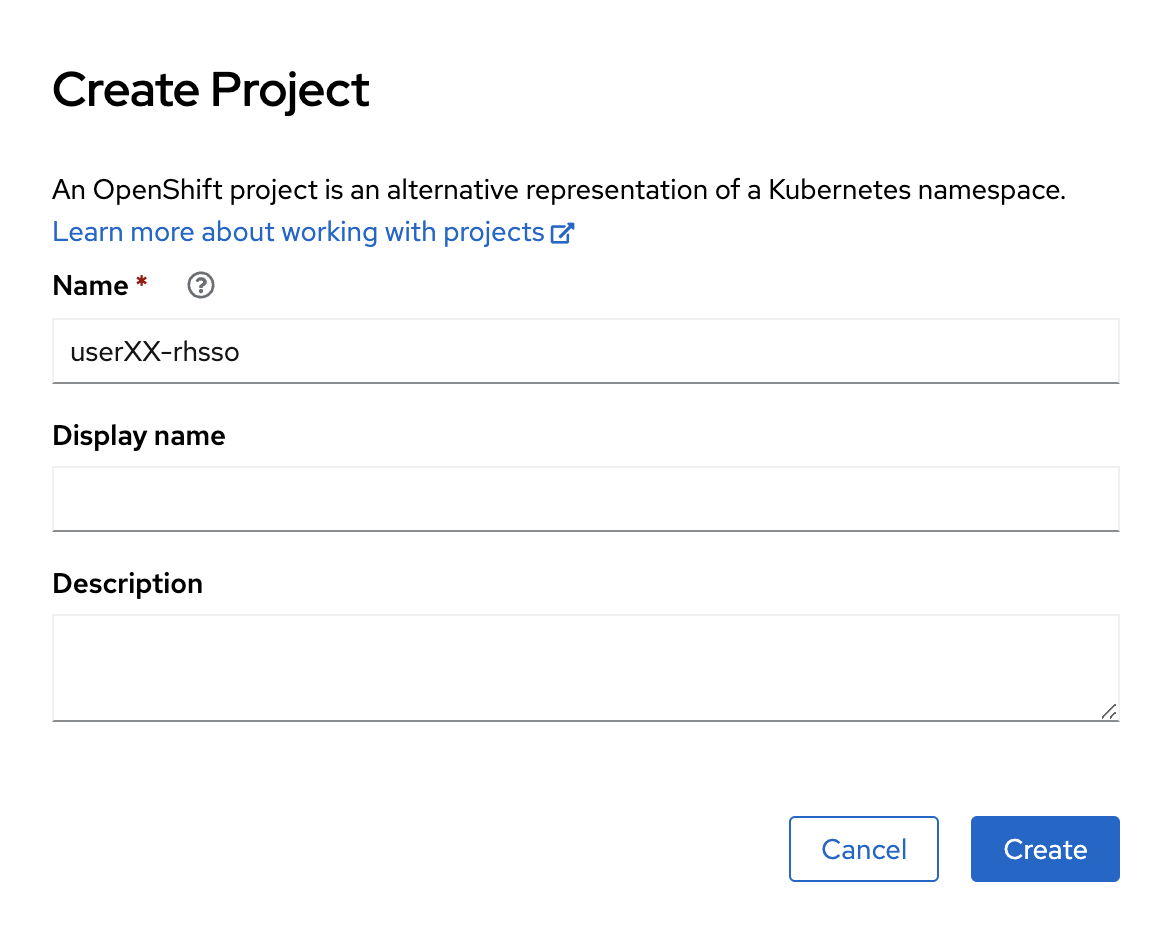 Create Project
An OpenShift project is an alternative representation of a Kubernetes namespace.
Learn more about working with projects
Name *
userXX-rhsso
Display name
Description
Cancel
Create